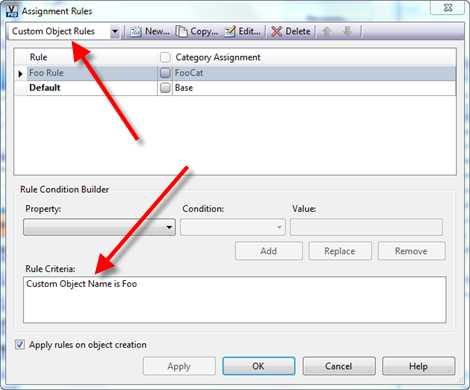 Assignment Rules
Custom Object Rules New... Copy... Edit... Delete
Rule Category Assignment
Foo Rule FooCat
Default Base
Rule Condition Builder
Property: Condition: Value:
Add Replace Remove
Rule Criteria:
Custom Object Name is Foo
Apply rules on object creation
Apply OK Cancel Help